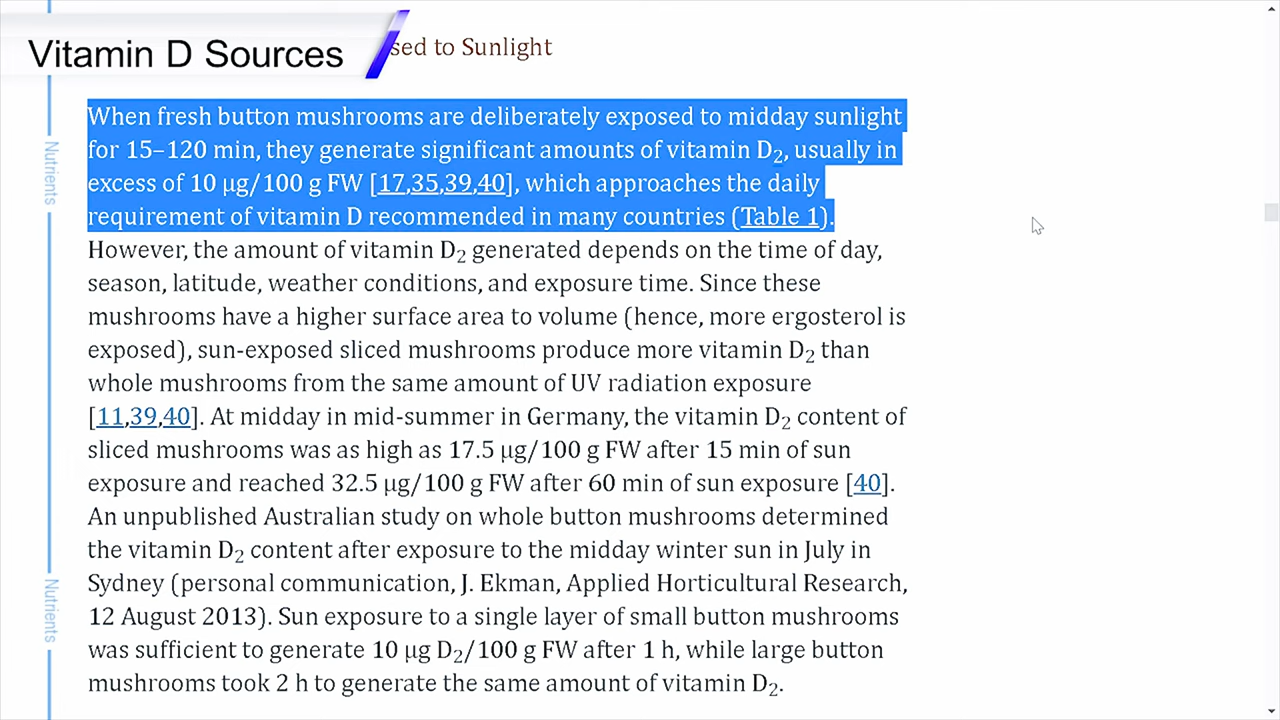 Vitamin D Sources
sed to Sunlight
When fresh button mushrooms are deliberately exposed to midday sunlight
for 15–120 min, they generate significant amounts of vitamin D₂, usually in
excess of 10 μg/100 g FW [17,35,39,40], which approaches the daily
requirement of vitamin D recommended in many countries (Table 1).
However, the amount of vitamin D₂ generated depends on the time of day,
season, latitude, weather conditions, and exposure time. Since these
mushrooms have a higher surface area to volume (hence, more ergosterol is
exposed), sun-exposed sliced mushrooms produce more vitamin D₂ than
whole mushrooms from the same amount of UV radiation exposure
[11,39,40]. At midday in mid-summer in Germany, the vitamin D₂ content of
sliced mushrooms was as high as 17.5 μg/100 g FW after 15 min of sun
exposure and reached 32.5 μg/100 g FW after 60 min of sun exposure [40].
An unpublished Australian study on whole button mushrooms determined
the vitamin D₂ content after exposure to the midday winter sun in July in
Sydney (personal communication, J. Ekman, Applied Horticultural Research,
12 August 2013). Sun exposure to a single layer of small button mushrooms
was sufficient to generate 10 μg D₂/100 g FW after 1 h, while large button
mushrooms took 2 h to generate the same amount of vitamin D₂.
Nutrients
Nutrients